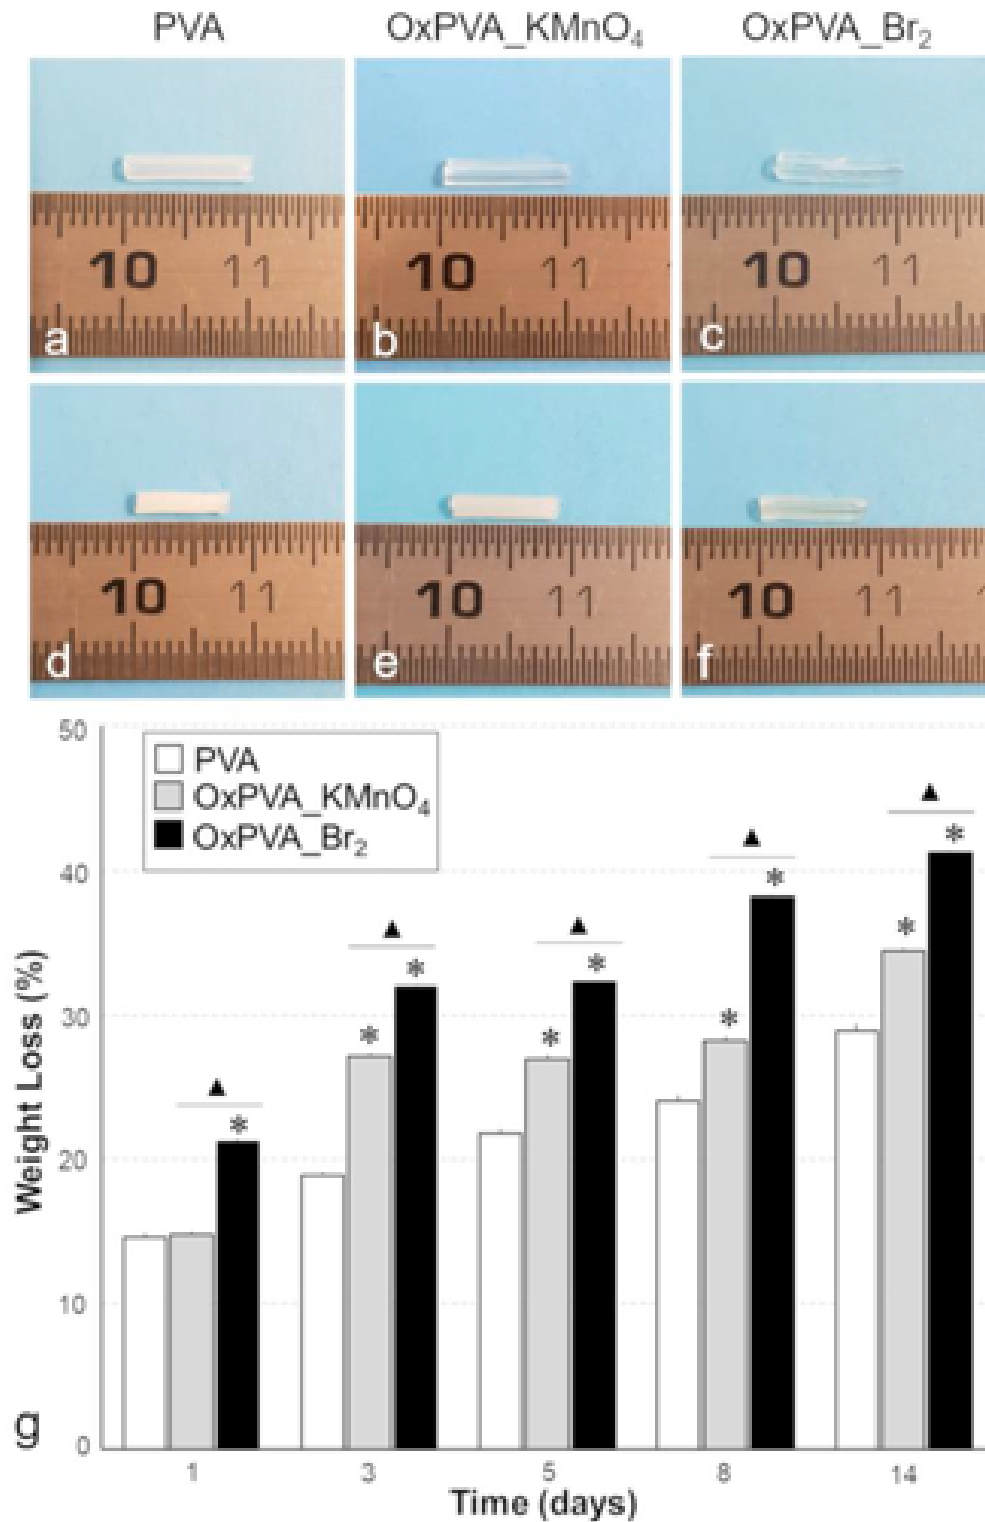 PVA OxPVA_KMnO₄ OxPVA_Br₂
10 11 10 11 10 11
a b c
10 11 10 11 10 11
d e f
50
PVA
OxPVA_KMnO₄
OxPVA_Br₂
40
▲
▲
*
*
▲
▲
*
*
*
30
*
*
*
▲
*
20
10
0
Weight Loss (%)
g
1 3 5 8 14
Time (days)